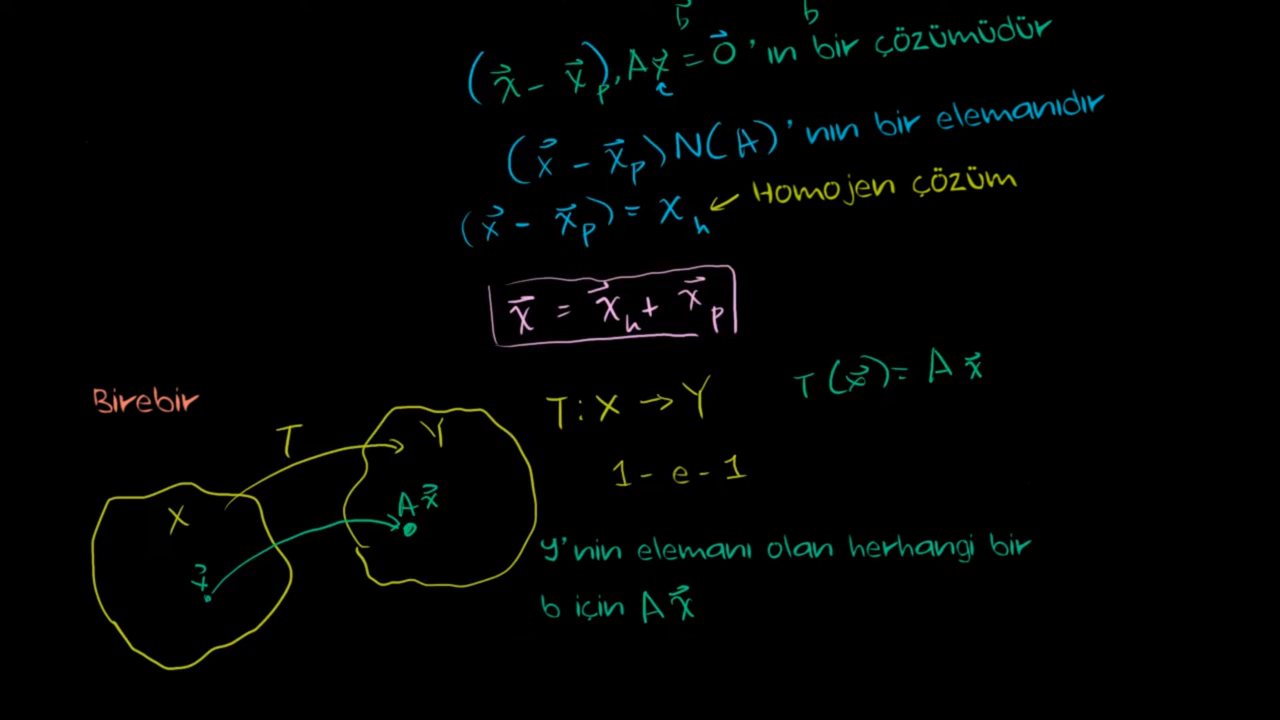 b⃗ b
(x⃗ - x⃗p), Ax⃗ = 0⃗ 'ın bir çözümüdür
(x⃗ - x⃗p) N(A)'nın bir elemanıdır
(x⃗ - x⃗p) = xh ← Homojen çözüm
x⃗ = x⃗h + x⃗p
T(x⃗) = Ax⃗
Birebir
T : X → Y
T
Y
1-e-1
Ax⃗
X
x⃗
y'nin elemanı olan herhangi bir
b için Ax⃗